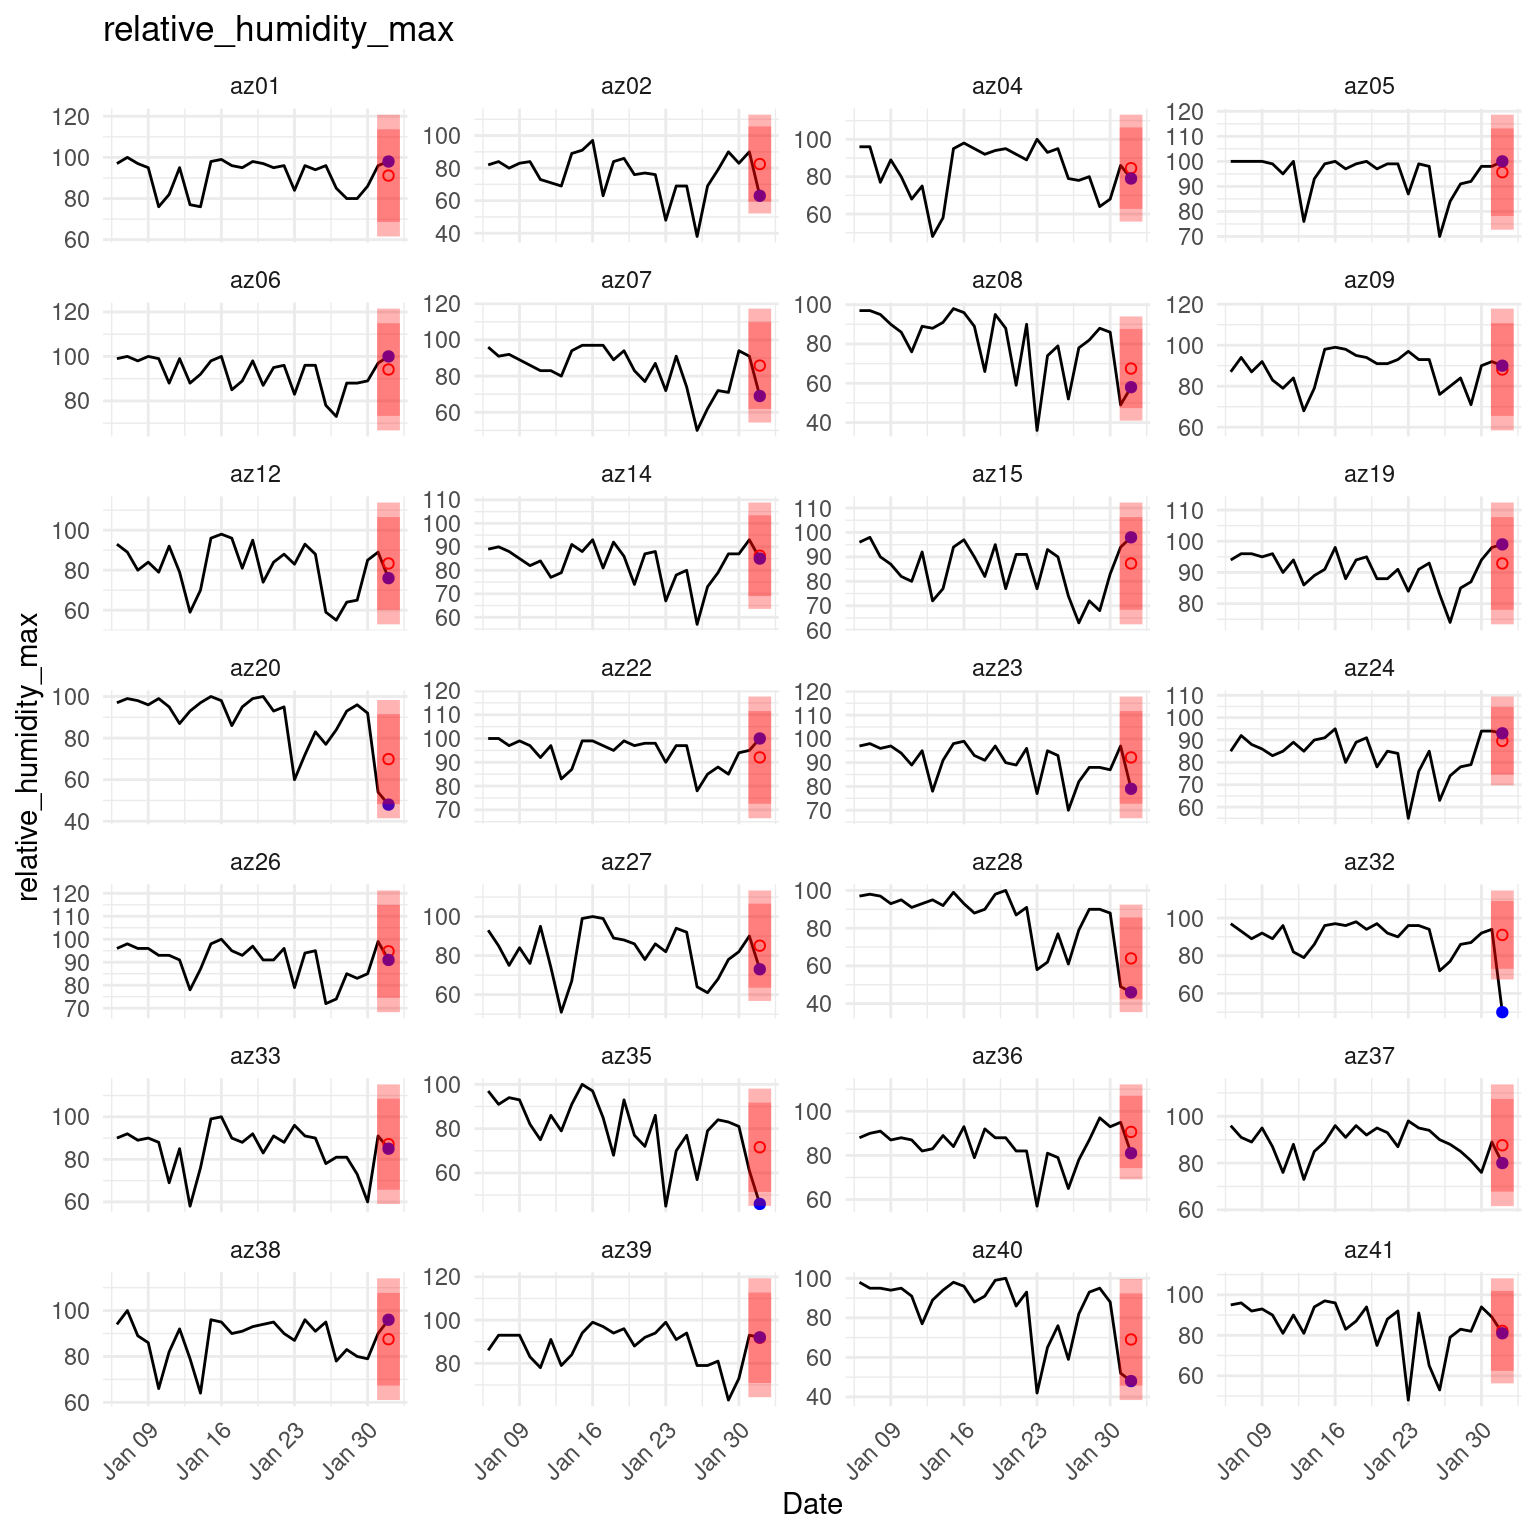 relative_humidity_max
az01 az02 az04 az05
120 100 80 60
100 80 60 40
100 80 60
120 110 100 90 80 70
az06 az07 az08 az09
120 100 80
120 100 80 60
100 80 60 40
120 100 80 60
az12 az14 az15 az19
100 80 60
110 100 90 80 70 60
110 100 90 80 70 60
110 100 90 80
az20 az22 az23 az24
100 80 60 40
120 110 100 90 80 70
120 110 100 90 80 70
110 100 90 80 70 60
az26 az27 az28 az32
120 110 100 90 80 70
100 80 60
100 80 60 40
100 80 60
az33 az35 az36 az37
100 80 60
100 80 60
100 80 60
100 80 60
az38 az39 az40 az41
100 80 60
120 100 80
100 80 60 40
100 80 60
Jan 09 Jan 16 Jan 23 Jan 30
Jan 09 Jan 16 Jan 23 Jan 30
Jan 09 Jan 16 Jan 23 Jan 30
Jan 09 Jan 16 Jan 23 Jan 30
Date
relative_humidity_max